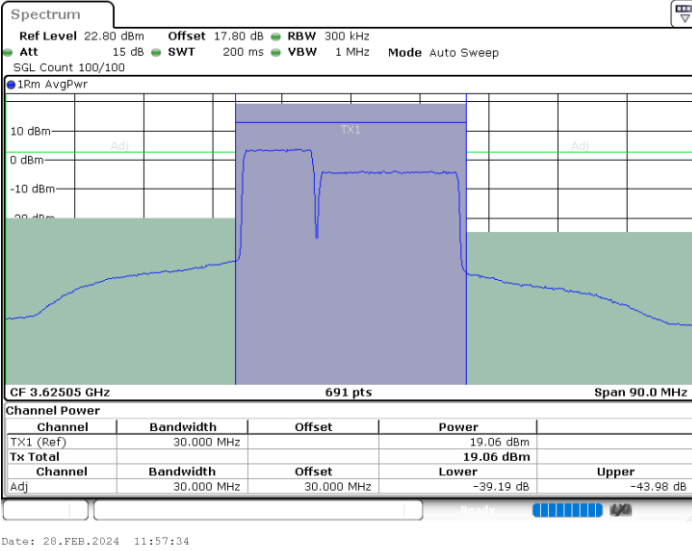 Spectrum
Ref Level 22.80 dBm Offset 17.80 dB RBW 300 kHz
Att 15 dB SWT 200 ms VBW 1 MHz Mode Auto Sweep
SGL Count 100/100
1Rm AvgPwr
10 dBm
TX1
Adj Adj
0 dBm
-10 dBm
-20 dBm
CF 3.62505 GHz 691 pts Span 90.0 MHz
Channel Power
Channel Bandwidth Offset Power
TX1 (Ref) 30.000 MHz 19.06 dBm
Tx Total 19.06 dBm
Channel Bandwidth Offset Lower Upper
Adj 30.000 MHz 30.000 MHz -39.19 dB -43.98 dB
Ready
Date: 28.FEB.2024 11:57:34